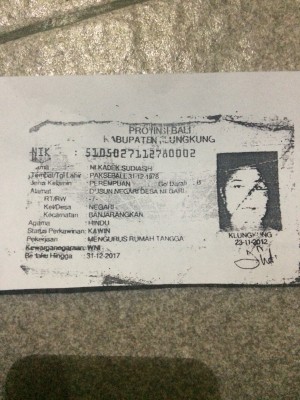 PROVINSI BALI
KABUPATEN KLUNGKUNG
NIK : 5105027112780002
Nama : NI KADEK SUDIASIH
Tempat/Tgl Lahir : PAKSEBALI 31-12-1978
Jenis Kelamin : PEREMPUAN Gol Darah B
Alamat : DUSUN NEGARI DESA NEGARI
RT/RW : -/-
Kel/Desa : NEGARI
Kecamatan : BANJARANGKAN
Agama : HINDU
Status Perkawinan: KAWIN
Pekerjaan : MENGURUS RUMAH TANGGA
Kewarganegaraan: WNI
Berlaku Hingga : 31-12-2017
KLUNGKUNG
23-11-2012